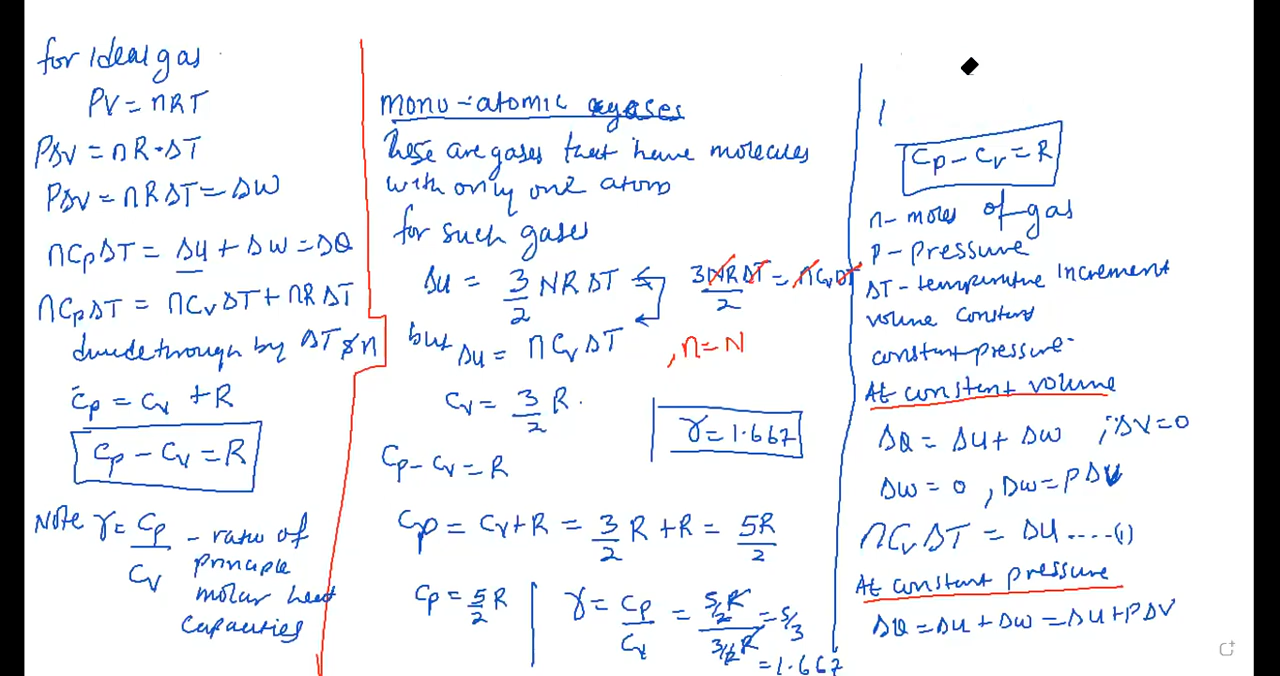 for ideal gas
PV = nRT
PΔV = nR·ΔT
PΔV = nRΔT = ΔW
nCpΔT = Δu + ΔW = ΔQ
nCpΔT = nCvΔT + nRΔT
divide through by ΔT & n
Cp = Cv + R
Cp − Cv = R
Note γ = Cp/Cv – ratio of
principle
molar heat
capacities
mono-atomic gases
These are gases that have molecules
with only one atom
for such gases
Δu = 3/2 NRΔT
3NRΔT/2 = nCvΔT
but Δu = nCvΔT , n = N
Cv = 3/2 R.
γ = 1.667
Cp − Cv = R
Cp = Cv + R = 3/2 R + R = 5R/2
Cp = 5/2 R
γ = Cp/Cv = 5/2R / 3/2R = 5/3
= 1.667
Cp − Cv = R
n – moles of gas
P – pressure
ΔT – temperature increment
volume constant
constant pressure
At constant volume
ΔQ = Δu + Δw , ∵ ΔV = 0
Δw = 0 , Δw = PΔV
nCvΔT = Δu ....(1)
At constant pressure
ΔQ = Δu + Δw = Δu + PΔV